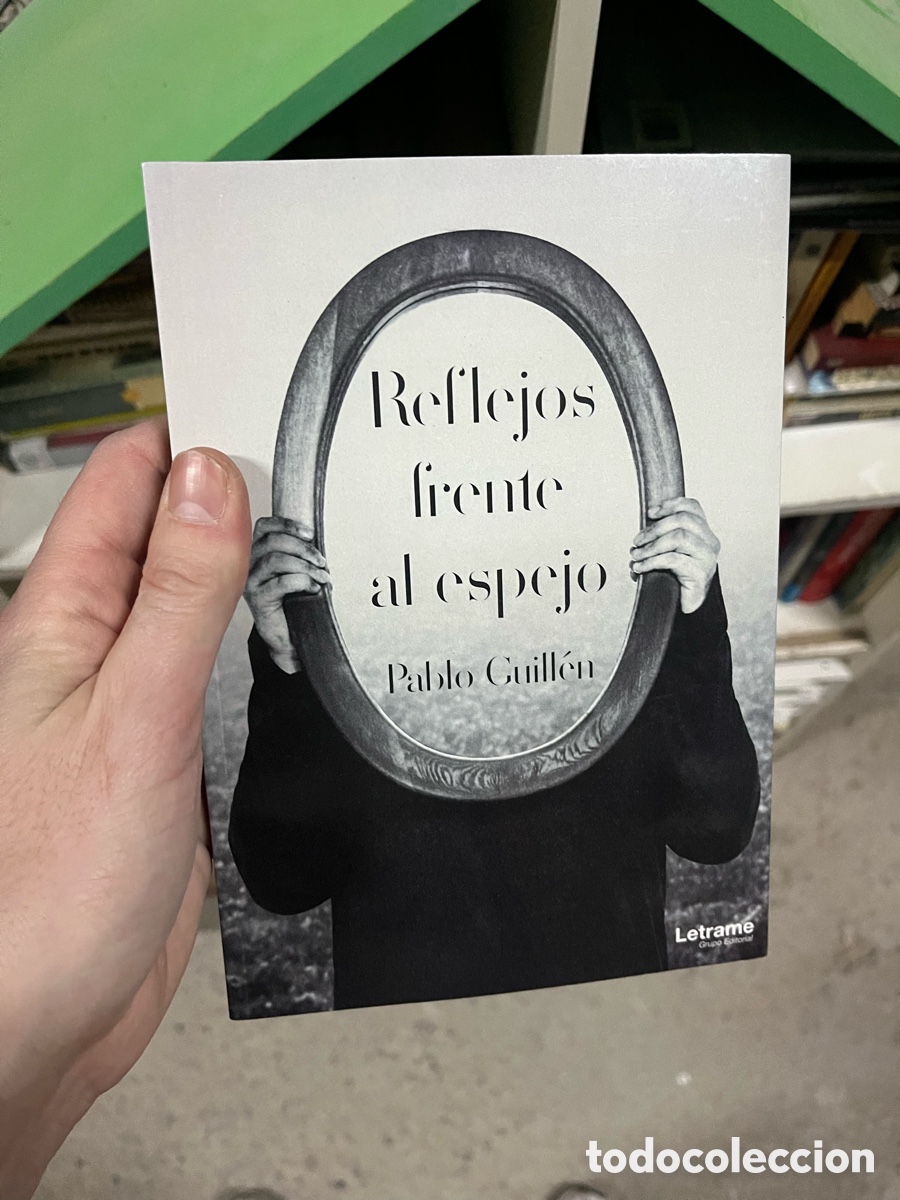 Reflejos
frente
al espejo
Pablo Guillén
Letrame
Grupo Editorial
todocoleccion